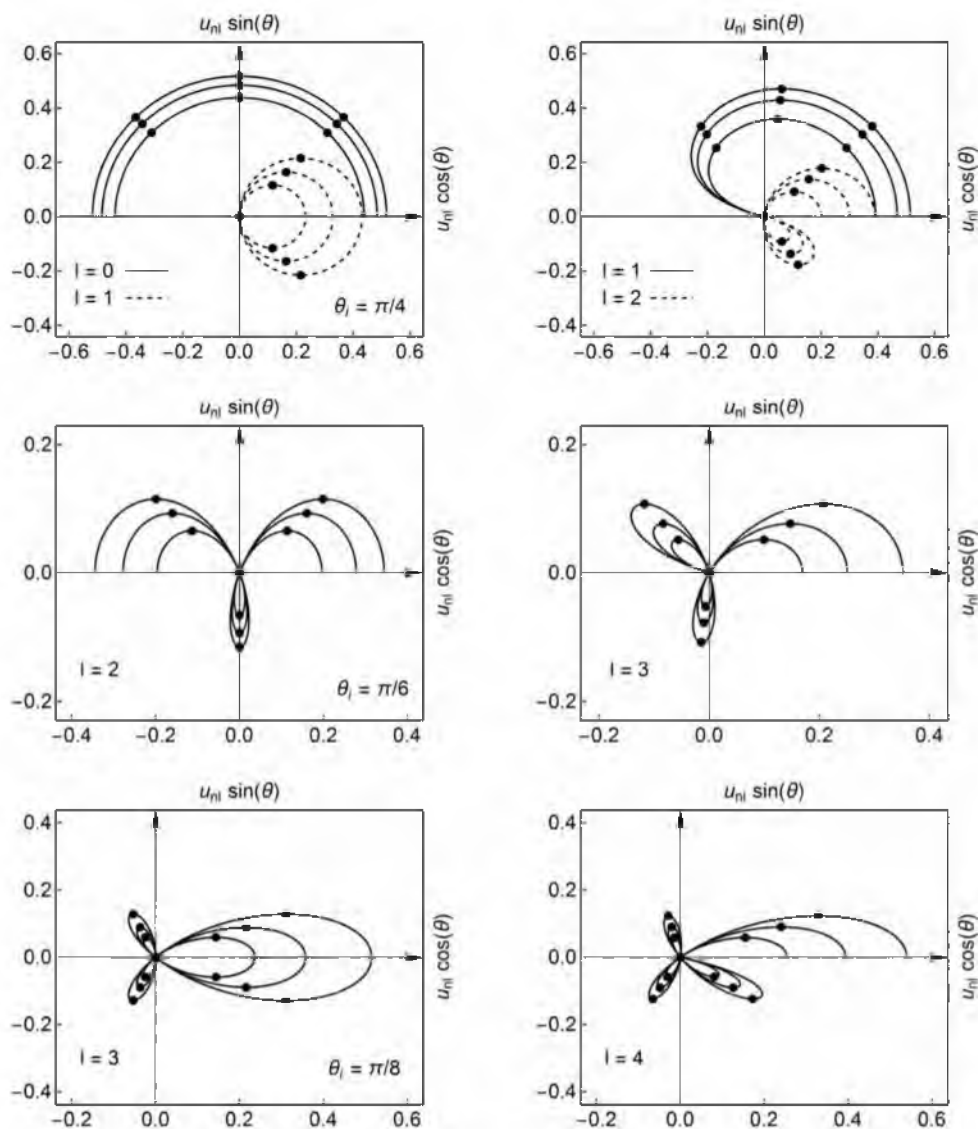 u_nl sin(θ)
0.6
0.4
0.2
0.0
−0.2
−0.4
l = 0
l = 1
θ_i = π/4
u_nl cos(θ)
−0.6 −0.4 −0.2 0.0 0.2 0.4 0.6
u_nl sin(θ)
0.6
0.4
0.2
0.0
−0.2
−0.4
l = 1
l = 2
u_nl cos(θ)
−0.6 −0.4 −0.2 0.0 0.2 0.4 0.6
u_nl sin(θ)
0.2
0.0
−0.2
l = 2
θ_i = π/6
u_nl cos(θ)
−0.4 −0.2 0.0 0.2 0.4
u_nl sin(θ)
0.2
0.0
−0.2
l = 3
u_nl cos(θ)
−0.2 0.0 0.2 0.4
u_nl sin(θ)
0.4
0.2
0.0
−0.2
−0.4
l = 3
θ_i = π/8
u_nl cos(θ)
−0.2 0.0 0.2 0.4 0.6
u_nl sin(θ)
0.4
0.2
0.0
−0.2
−0.4
l = 4
u_nl cos(θ)
−0.2 0.0 0.2 0.4 0.6